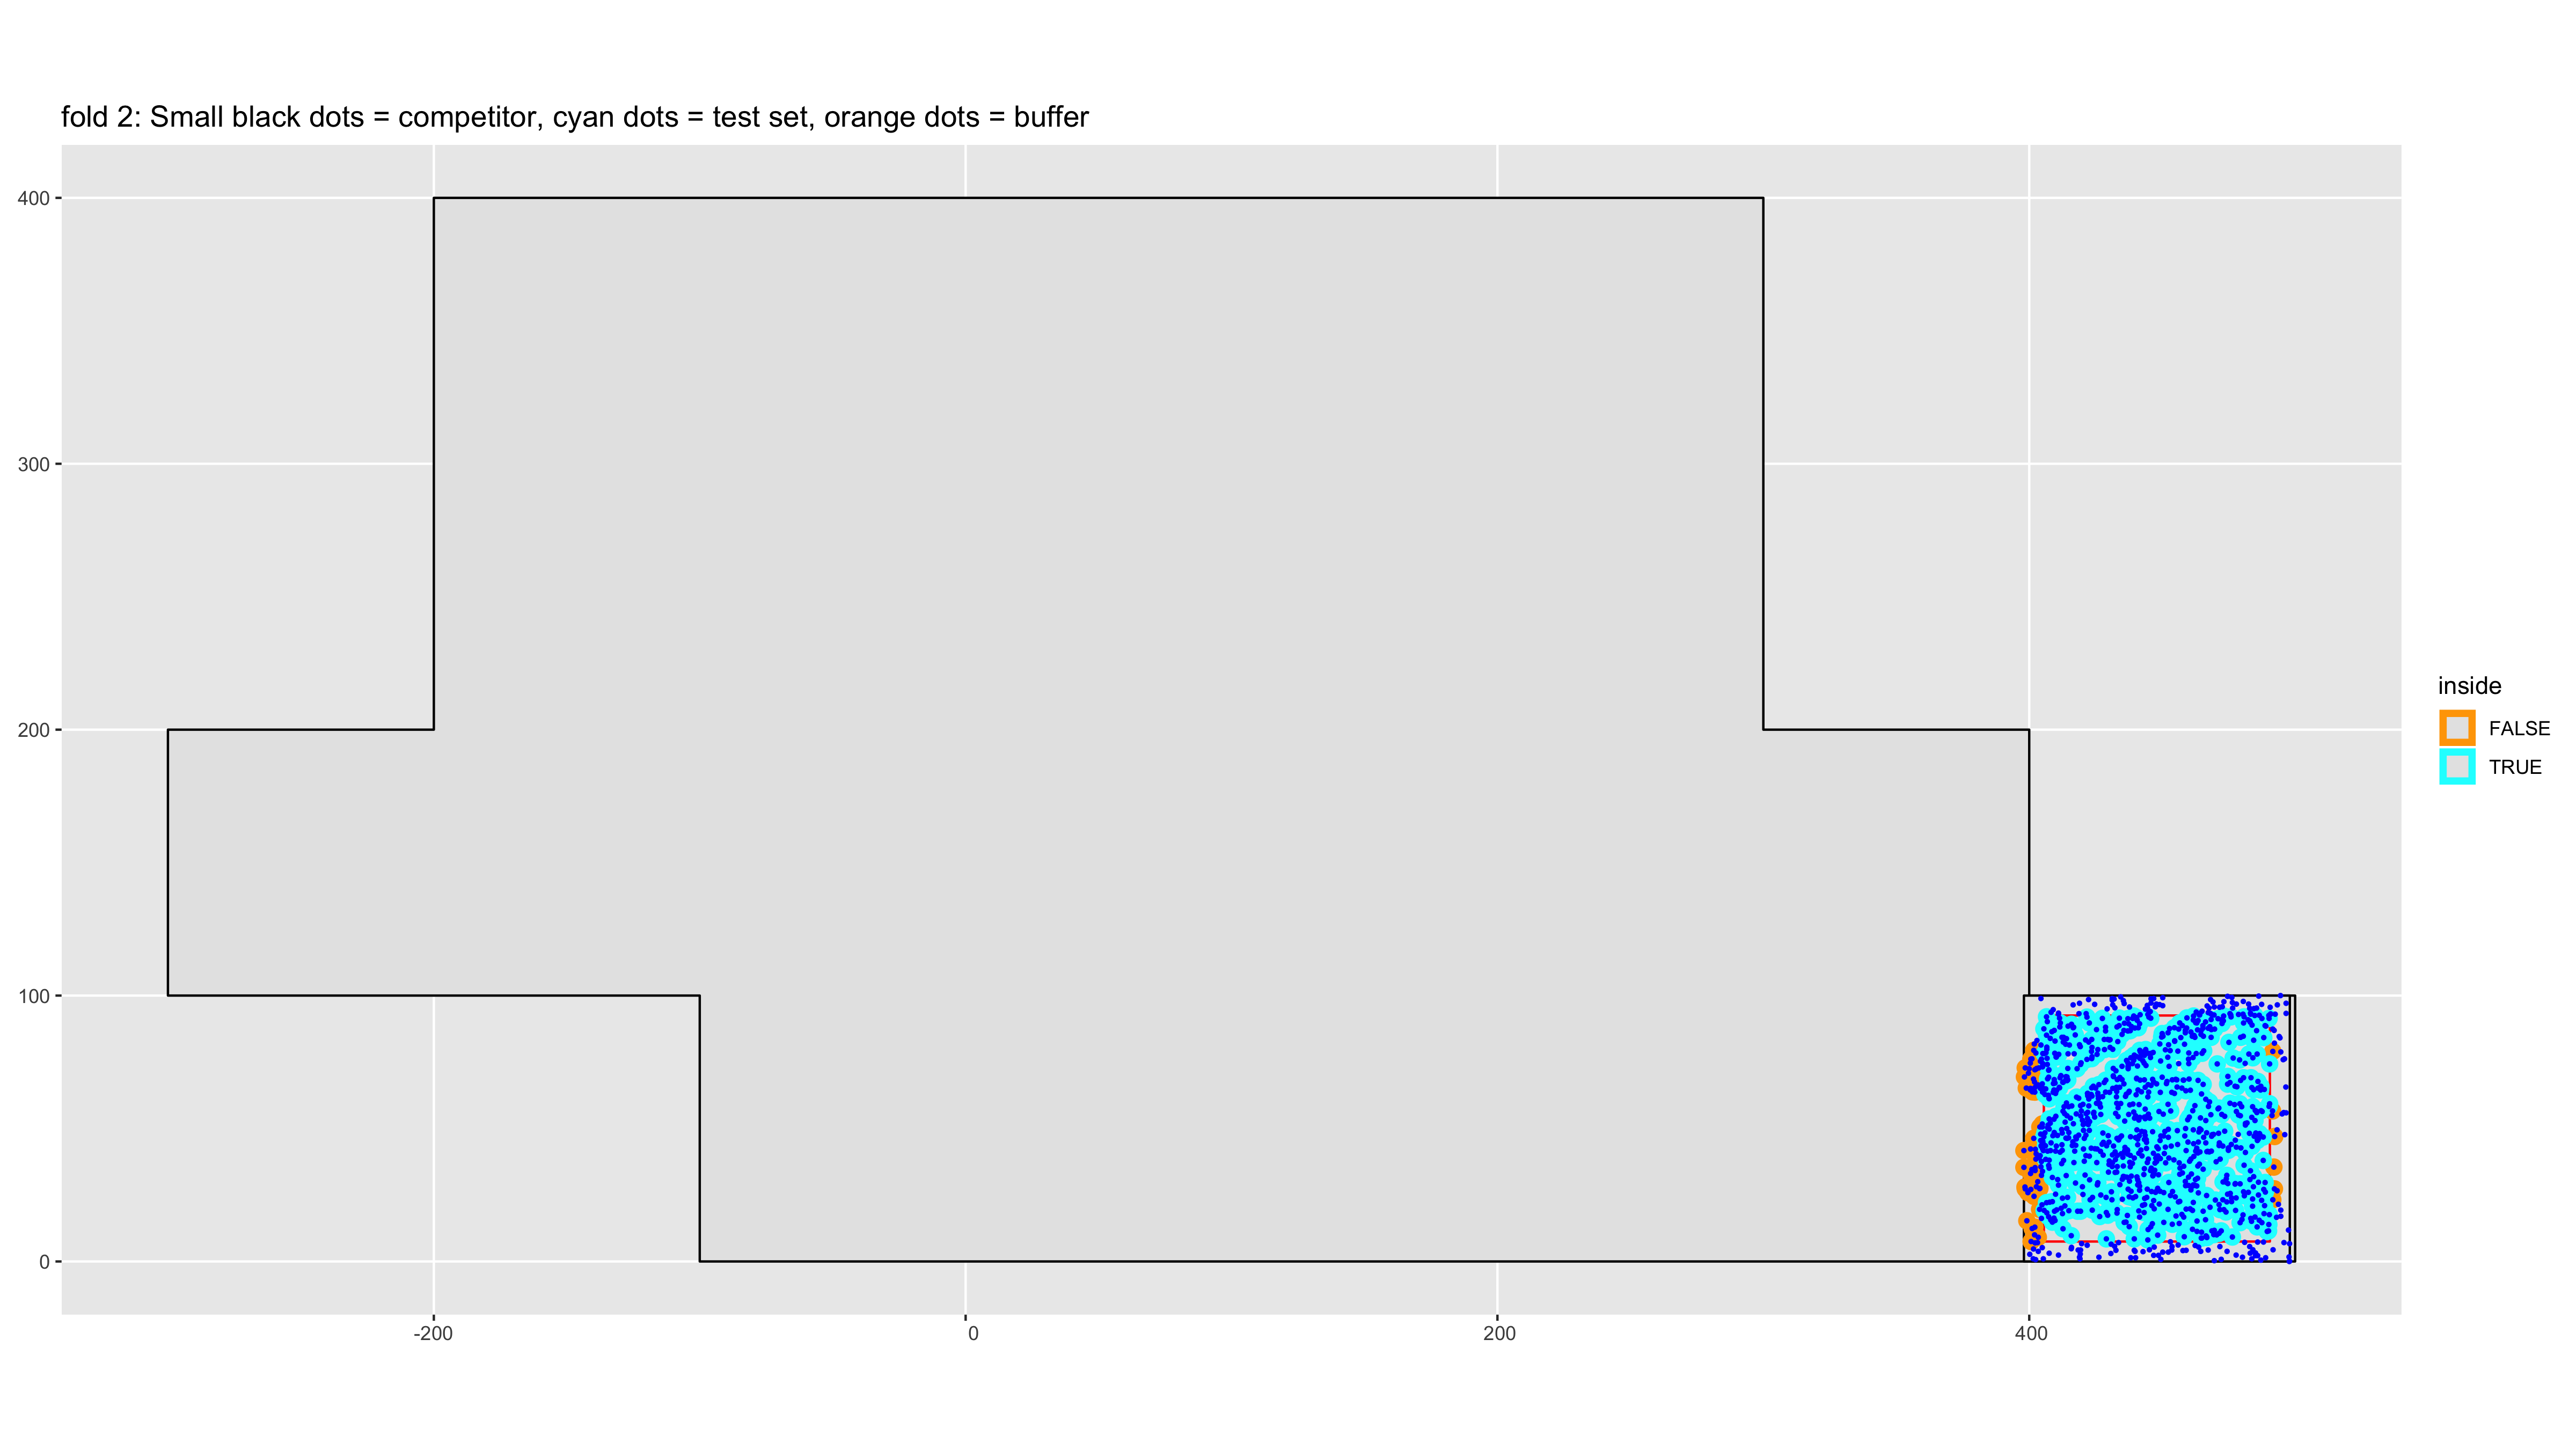 fold 2: Small black dots = competitor, cyan dots = test set, orange dots = buffer
400
300
200
100
0
-200
0
200
400
inside
FALSE
TRUE